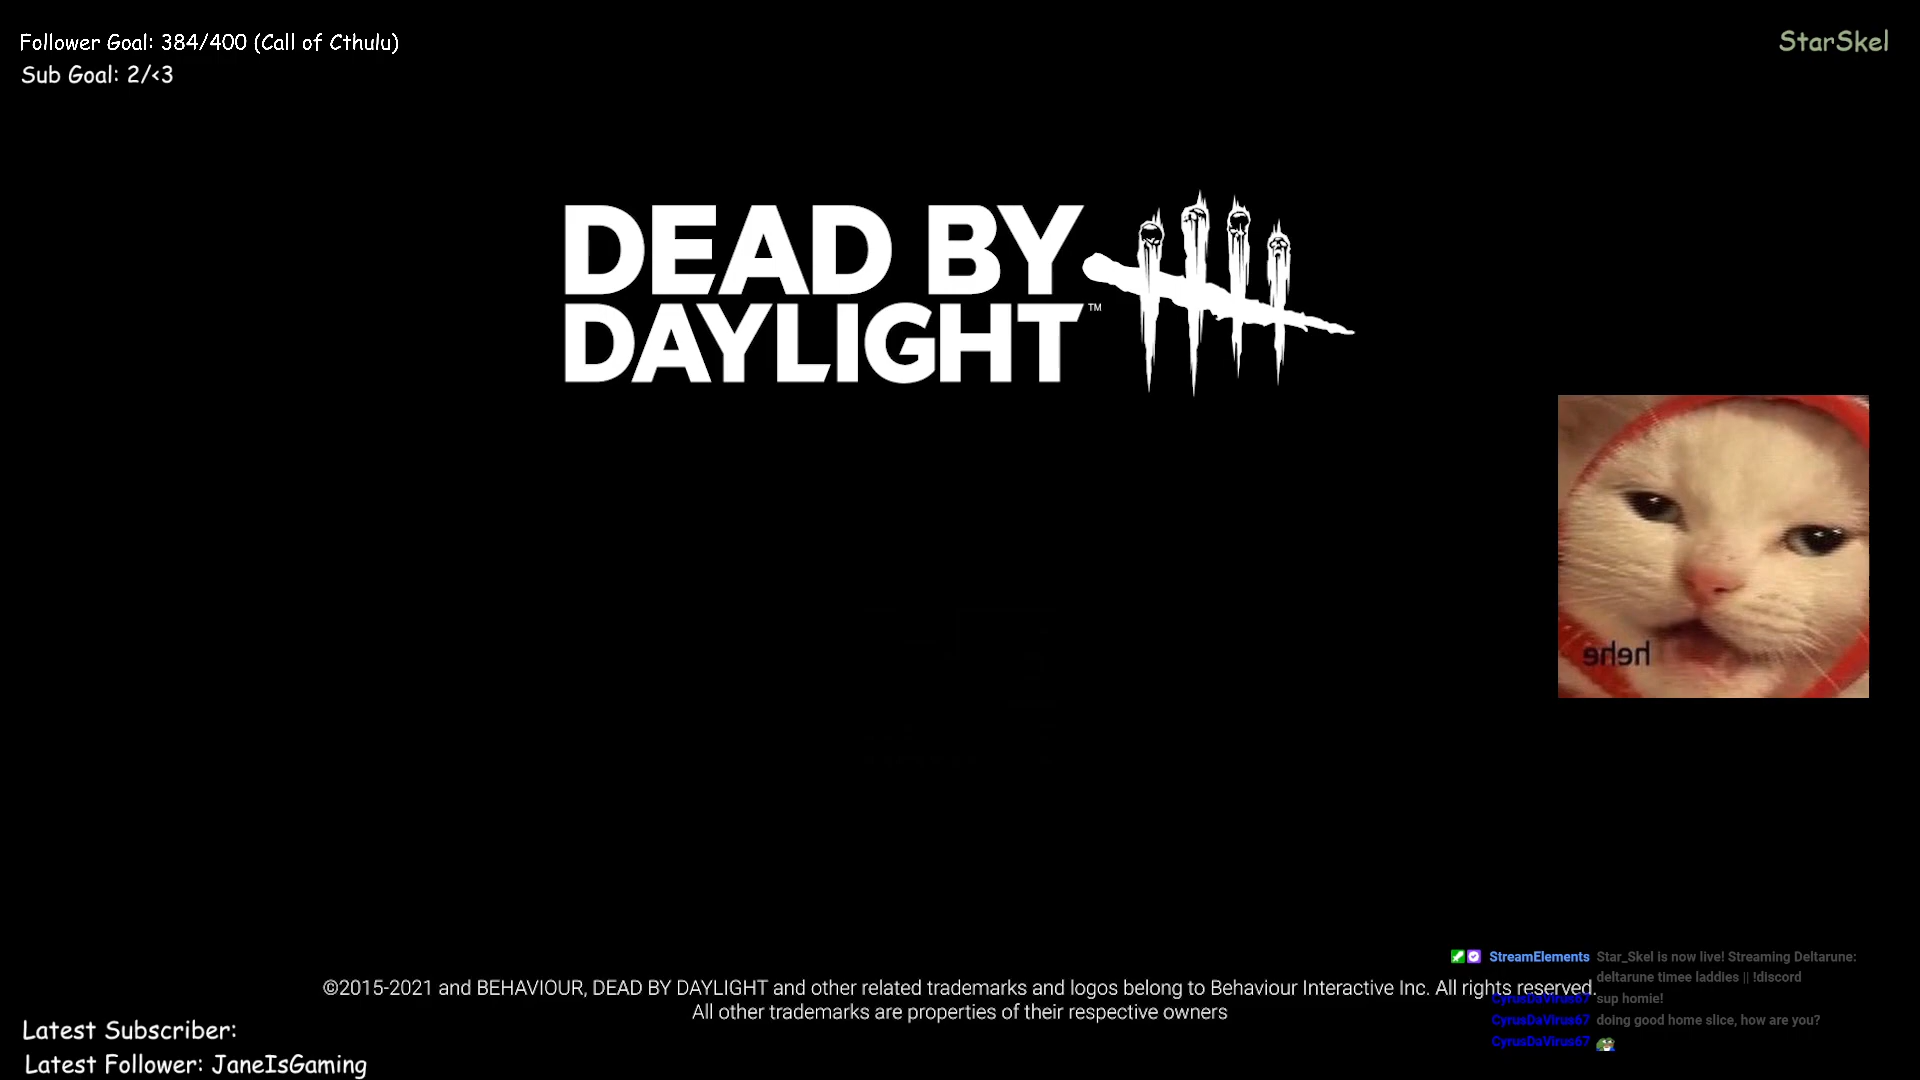 Follower Goal: 384/400 (Call of Cthulu)
Sub Goal: 2/<3
StarSkel
DEAD BY
DAYLIGHT™
hehe
StreamElements Star_Skel is now live! Streaming Deltarune:
deltarune timee laddies || !discord
CyrusDaVirus67 sup homie!
CyrusDaVirus67 doing good home slice, how are you?
CyrusDaVirus67
©2015-2021 and BEHAVIOUR, DEAD BY DAYLIGHT and other related trademarks and logos belong to Behaviour Interactive Inc. All rights reserved.
All other trademarks are properties of their respective owners
Latest Subscriber:
Latest Follower: JaneIsGaming